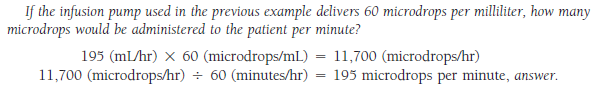 If the infusion pump used in the previous example delivers 60 microdrops per milliliter, how many
microdrops would be administered to the patient per minute?
195 (mL/hr) × 60 (microdrops/mL) = 11,700 (microdrops/hr)
11,700 (microdrops/hr) ÷ 60 (minutes/hr) = 195 microdrops per minute, answer.